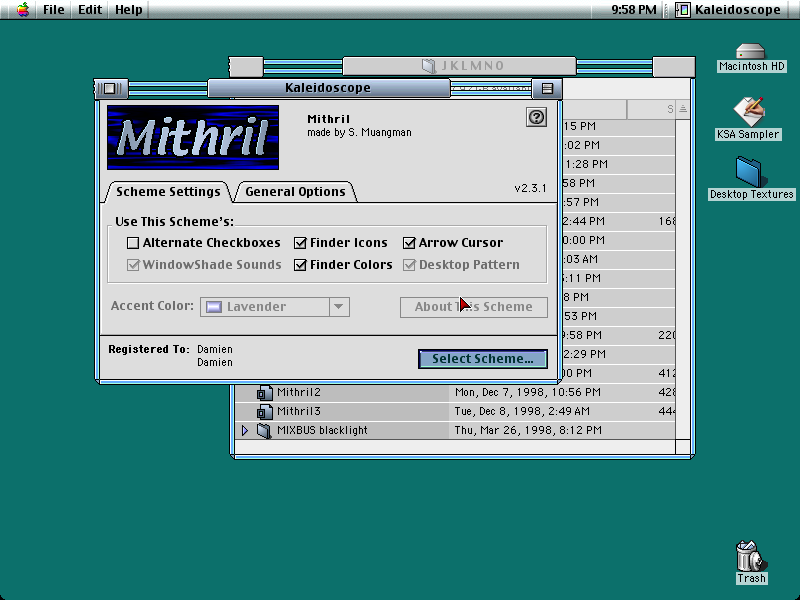 File Edit Help 9:58 PM Kaleidoscope
JKLMNO
Kaleidoscope
Macintosh HD
Mithril
Mithril
made by S. Muangman
S
KSA Sampler
:15 PM
:02 PM
1:28 PM
:58 PM
Desktop Textures
:57 PM
Scheme Settings General Options v2.3.1
2:44 PM 168
Use This Scheme's:
0:00 PM
Alternate Checkboxes Finder Icons Arrow Cursor
:03 AM
WindowShade Sounds Finder Colors Desktop Pattern
:11 PM
8 PM
Accent Color: Lavender About This Scheme
53 PM
9:58 PM 220
Registered To: Damien
Damien
2:29 PM
Select Scheme...
00 PM 412
Mithril2 Mon, Dec 7, 1998, 10:56 PM 428
Mithril3 Tue, Dec 8, 1998, 2:49 AM 444
MIXBUS blacklight Thu, Mar 26, 1998, 8:12 PM
Trash